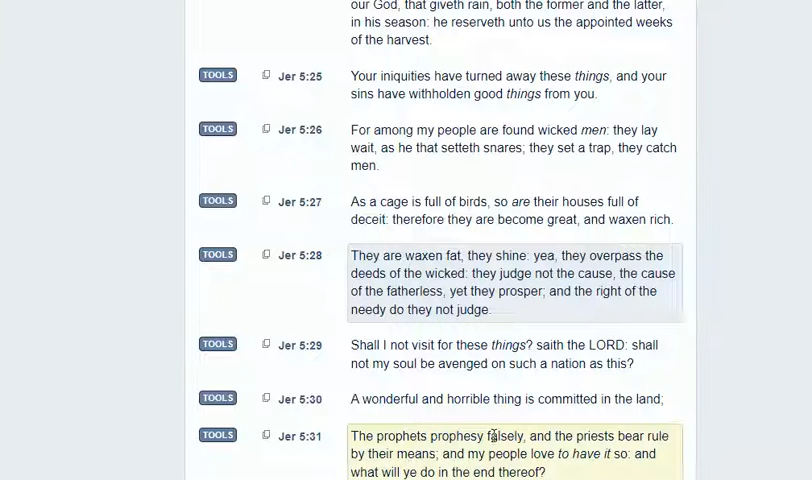 our God, that giveth rain, both the former and the latter,
in his season: he reserveth unto us the appointed weeks
of the harvest.
TOOLS Jer 5:25 Your iniquities have turned away these things, and your
sins have withholden good things from you.
TOOLS Jer 5:26 For among my people are found wicked men: they lay
wait, as he that setteth snares; they set a trap, they catch
men.
TOOLS Jer 5:27 As a cage is full of birds, so are their houses full of
deceit: therefore they are become great, and waxen rich.
TOOLS Jer 5:28 They are waxen fat, they shine: yea, they overpass the
deeds of the wicked: they judge not the cause, the cause
of the fatherless, yet they prosper; and the right of the
needy do they not judge.
TOOLS Jer 5:29 Shall I not visit for these things? saith the LORD: shall
not my soul be avenged on such a nation as this?
TOOLS Jer 5:30 A wonderful and horrible thing is committed in the land;
TOOLS Jer 5:31 The prophets prophesy falsely, and the priests bear rule
by their means; and my people love to have it so: and
what will ye do in the end thereof?